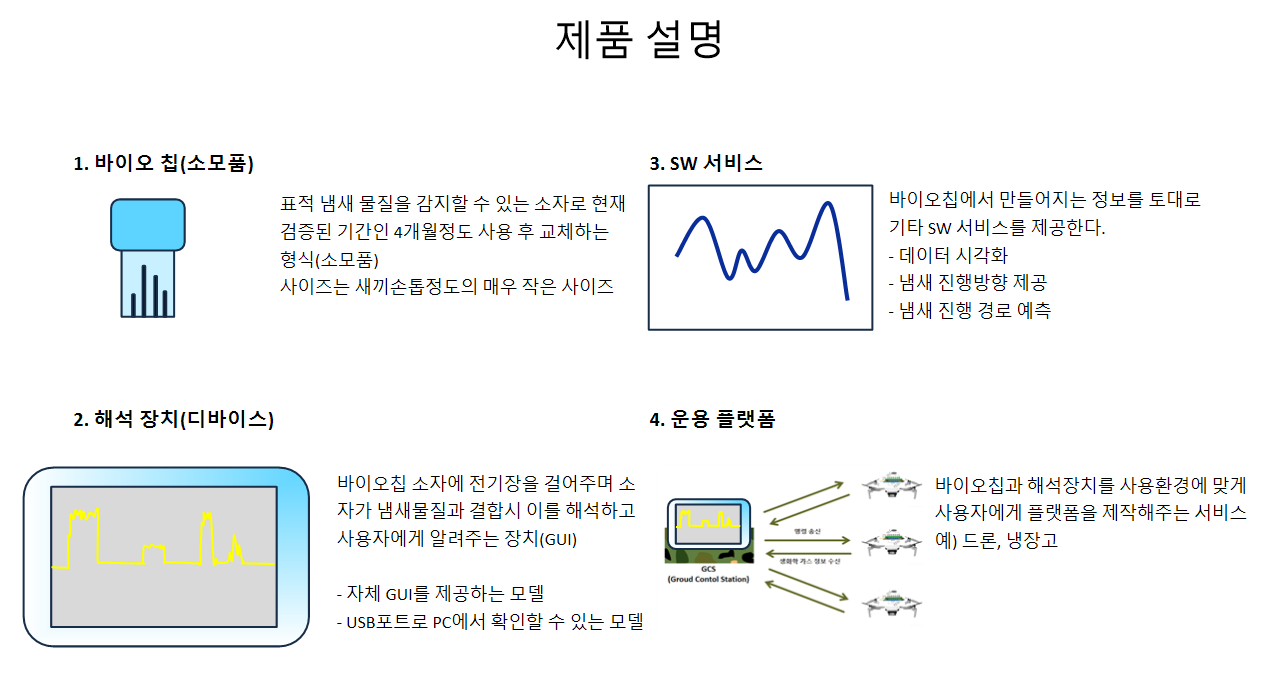 제품 설명
1. 바이오 칩(소모품)
표적 냄새 물질을 감지할 수 있는 소자로 현재
검증된 기간인 4개월정도 사용 후 교체하는
형식(소모품)
사이즈는 새끼손톱정도의 매우 작은 사이즈
2. 해석 장치(디바이스)
바이오칩 소자에 전기장을 걸어주며 소
자가 냄새물질과 결합시 이를 해석하고
사용자에게 알려주는 장치(GUI)
- 자체 GUI를 제공하는 모델
- USB포트로 PC에서 확인할 수 있는 모델
3. SW 서비스
바이오칩에서 만들어지는 정보를 토대로
기타 SW 서비스를 제공한다.
- 데이터 시각화
- 냄새 진행방향 제공
- 냄새 진행 경로 예측
4. 운용 플랫폼
명령 송신
생화학 가스 정보 수신
GCS
(Groud Contol Station)
바이오칩과 해석장치를 사용환경에 맞게
사용자에게 플랫폼을 제작해주는 서비스
예) 드론, 냉장고